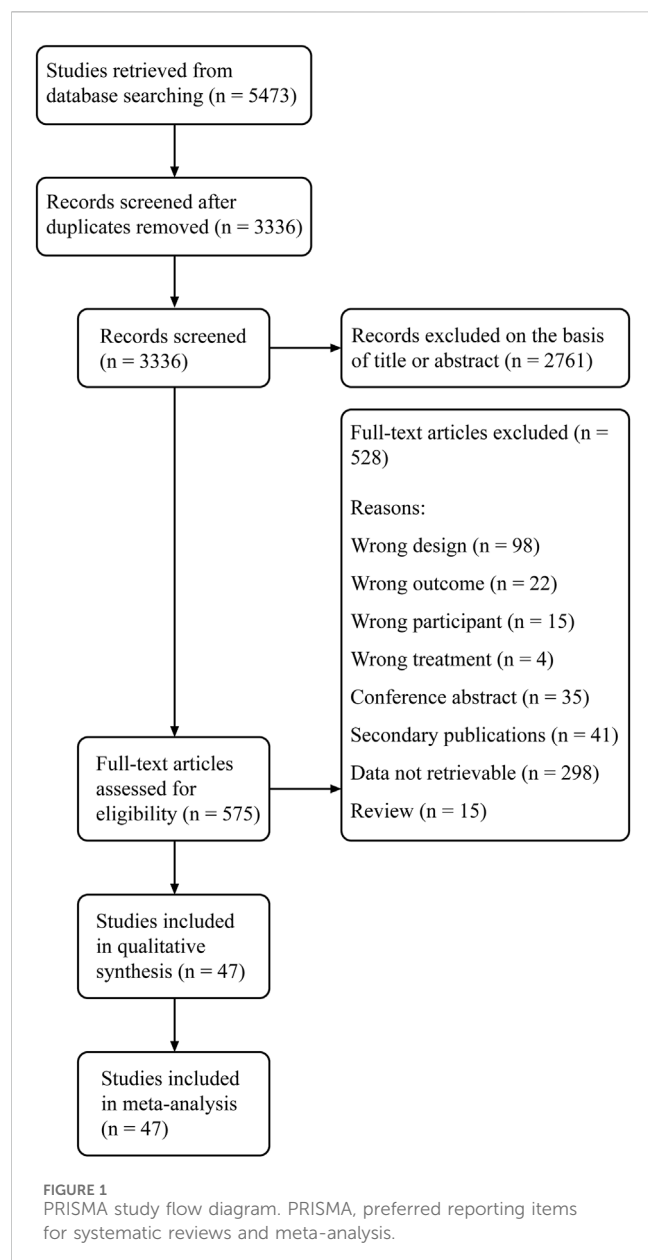 Studies retrieved from
database searching (n = 5473)
Records screened after
duplicates removed (n = 3336)
Records screened
(n = 3336)
Records excluded on the basis
of title or abstract (n = 2761)
Full-text articles excluded (n =
528)
Reasons:
Wrong design (n = 98)
Wrong outcome (n = 22)
Wrong participant (n = 15)
Wrong treatment (n = 4)
Conference abstract (n = 35)
Secondary publications (n = 41)
Data not retrievable (n = 298)
Review (n = 15)
Full-text articles
assessed for
eligibility (n = 575)
Studies included
in qualitative
synthesis (n = 47)
Studies included
in meta-analysis
(n = 47)
FIGURE 1
PRISMA study flow diagram. PRISMA, preferred reporting items
for systematic reviews and meta-analysis.